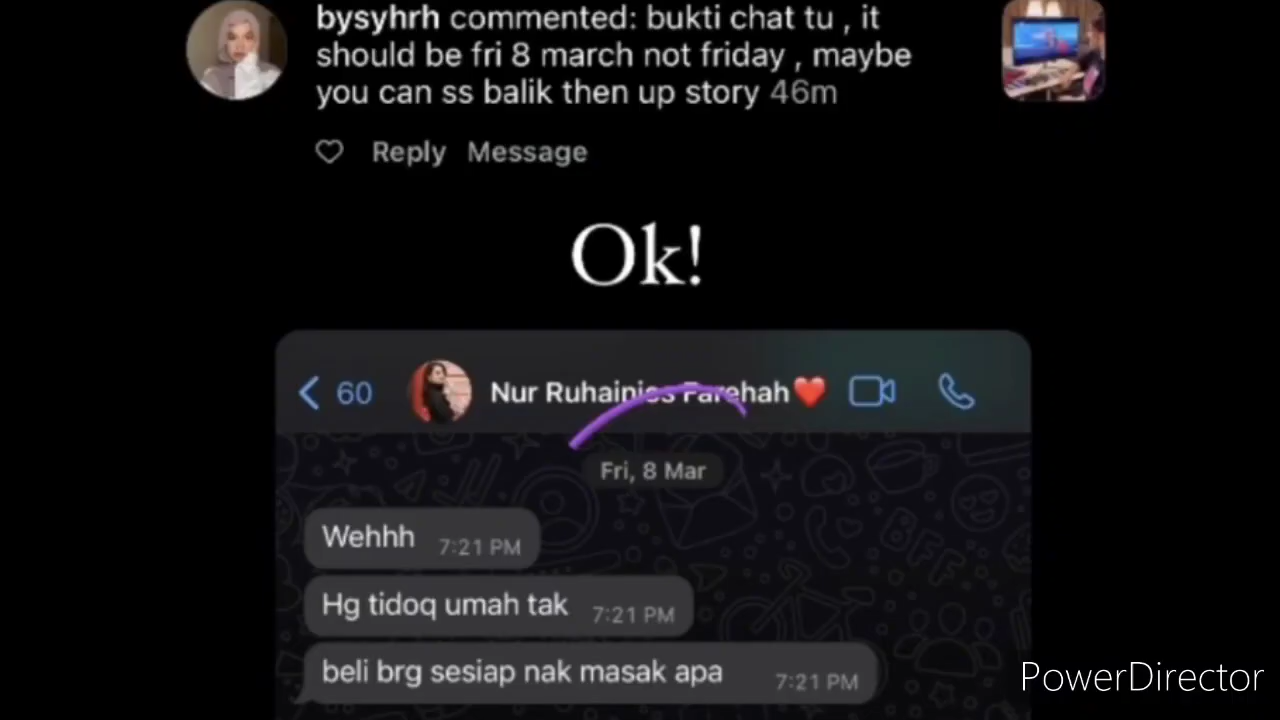 bysyhrh commented: bukti chat tu , it
should be fri 8 march not friday , maybe
you can ss balik then up story 46m
Reply Message
Ok!
60 Nur Ruhainies Farehah❤️
Fri, 8 Mar
Wehhh 7:21 PM
Hg tidoq umah tak 7:21 PM
beli brg sesiap nak masak apa 7:21 PM
PowerDirector